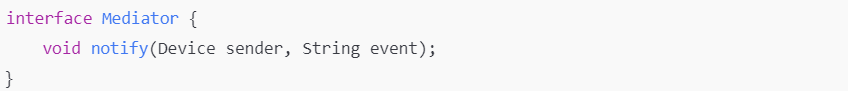 interface Mediator {
    void notify(Device sender, String event);
}